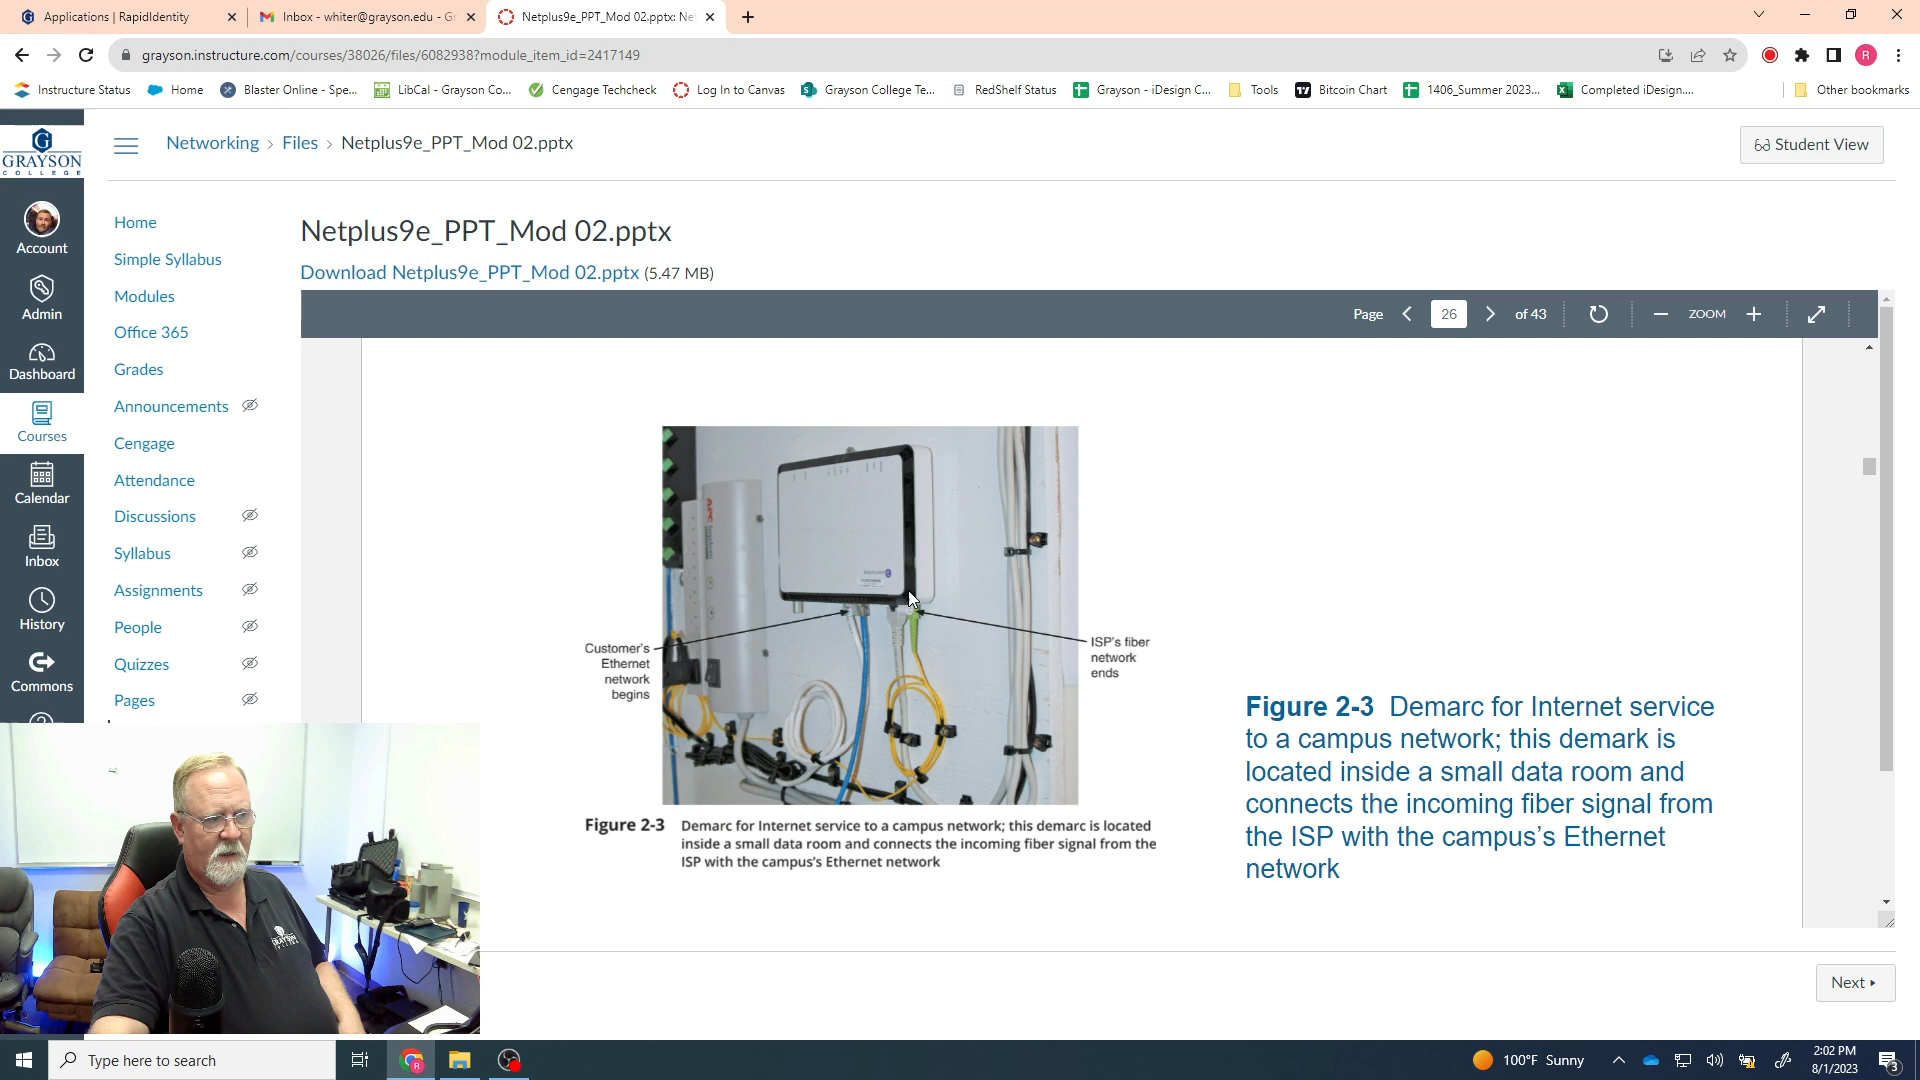 Applications | RapidIdentity
Inbox - whiter@grayson.edu - Gr
Netplus9e_PPT_Mod 02.pptx: Net
grayson.instructure.com/courses/38026/files/6082938?module_item_id=2417149
R
Instructure Status
Home
Blaster Online - Spe...
LibCal - Grayson Co...
Cengage Techcheck
Log In to Canvas
Grayson College Te...
RedShelf Status
Grayson - iDesign C...
Tools
Bitcoin Chart
1406_Summer 2023...
Completed iDesign....
Other bookmarks
GRAYSON
COLLEGE
Networking › Files › Netplus9e_PPT_Mod 02.pptx
Student View
Account
Admin
Dashboard
Courses
Calendar
Inbox
History
Commons
Home
Simple Syllabus
Modules
Office 365
Grades
Announcements
Cengage
Attendance
Discussions
Syllabus
Assignments
People
Quizzes
Pages
Netplus9e_PPT_Mod 02.pptx
Download Netplus9e_PPT_Mod 02.pptx (5.47 MB)
Page 26 of 43
ZOOM
APC
Customer's
Ethernet
network
begins
ISP's fiber
network
ends
Figure 2-3 Demarc for Internet service to a campus network; this demarc is located
inside a small data room and connects the incoming fiber signal from the
ISP with the campus's Ethernet network
Figure 2-3 Demarc for Internet service
to a campus network; this demark is
located inside a small data room and
connects the incoming fiber signal from
the ISP with the campus's Ethernet
network
GRAYSON
Next
Type here to search
100°F Sunny
2:02 PM
8/1/2023
3